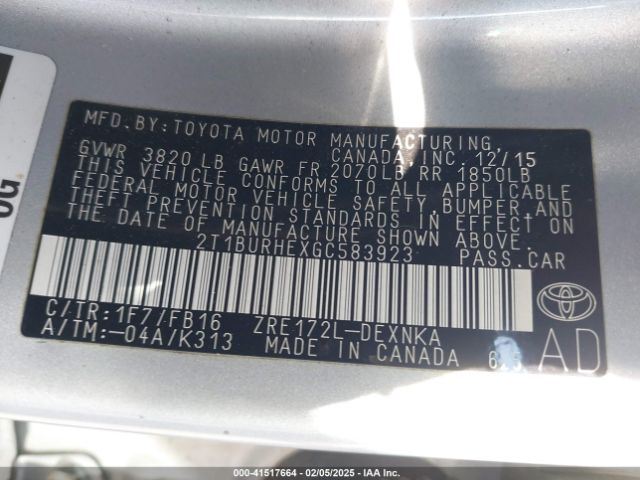 MFD.BY:TOYOTA MOTOR MANUFACTURING,
CANADA, INC. 12/15
GVWR 3820 LB GAWR FR 2070LB RR 1850LB
THIS VEHICLE CONFORMS TO ALL APPLICABLE
FEDERAL MOTOR VEHICLE SAFETY, BUMPER, AND
THEFT PREVENTION STANDARDS IN EFFECT ON
THE DATE OF MANUFACTURE SHOWN ABOVE.
2T1BURHEXGC583923 PASS.CAR
C/TR:1F7/FB16 ZRE172L-DEXNKA
A/TM:-04A/K313 MADE IN CANADA
TOYOTA
AD
G
000-41517664 — 02/05/2025 — IAAI.COM